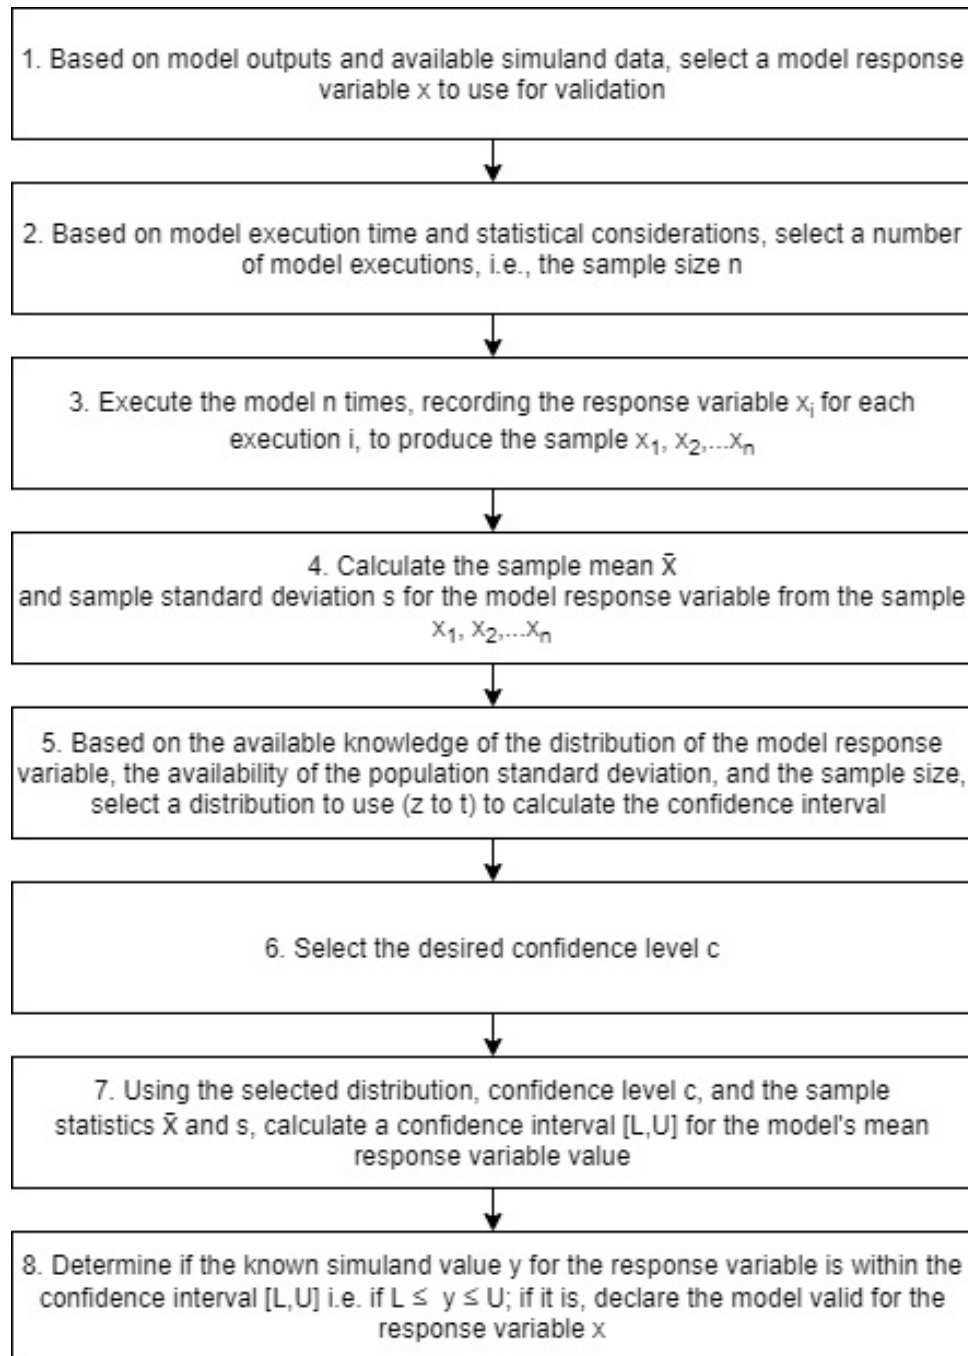 1. Based on model outputs and available simuland data, select a model response
variable x to use for validation
2. Based on model execution time and statistical considerations, select a number
of model executions, i.e., the sample size n
3. Execute the model n times, recording the response variable xᵢ for each
execution i, to produce the sample x₁, x₂,...xₙ
4. Calculate the sample mean x̄
and sample standard deviation s for the model response variable from the sample
x₁, x₂,...xₙ
5. Based on the available knowledge of the distribution of the model response
variable, the availability of the population standard deviation, and the sample size,
select a distribution to use (z to t) to calculate the confidence interval
6. Select the desired confidence level c
7. Using the selected distribution, confidence level c, and the sample
statistics x̄ and s, calculate a confidence interval [L,U] for the model's mean
response variable value
8. Determine if the known simuland value y for the response variable is within the
confidence interval [L,U] i.e. if L ≤ y ≤ U; if it is, declare the model valid for the
response variable x